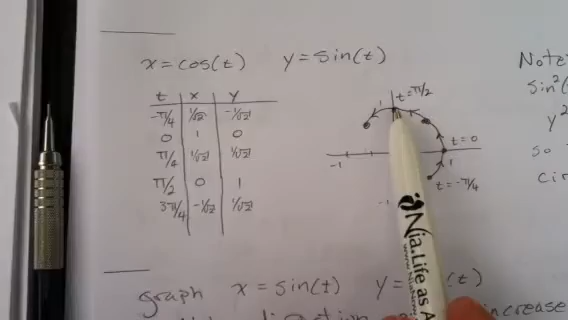 x = cos(t)   y = sin(t)
t x y
-π/4 1/√2 -1/√2
0 1 0
π/4 1/√2 1/√2
π/2 0 1
3π/4 -1/√2 1/√2
t=π/2
1
t=0
-1
1
t=-π/4
-1
Note:
sin²(
y²
so
cir
Nia.Life as A
graph x = sin(t) y= (t)
increase